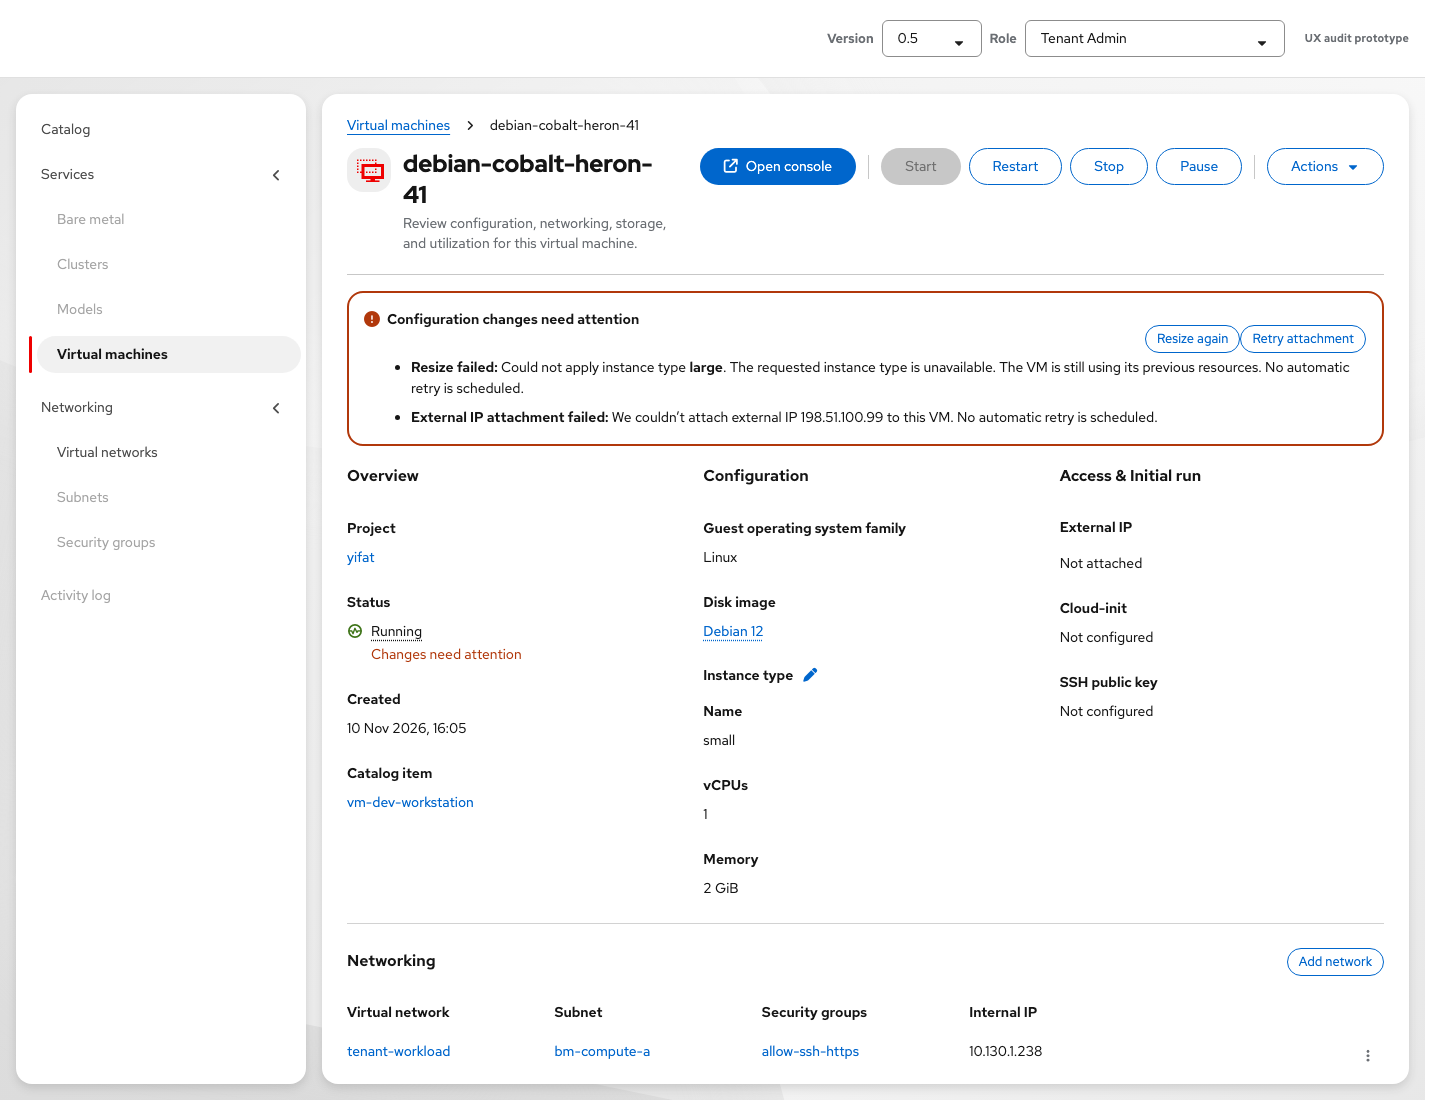 Version
0.5
Role
Tenant Admin
UX audit prototype
Catalog
Services
Bare metal
Clusters
Models
Virtual machines
Networking
Virtual networks
Subnets
Security groups
Activity log
Virtual machines
debian-cobalt-heron-41
debian-cobalt-heron-
41
Review configuration, networking, storage,
and utilization for this virtual machine.
Open console
Start
Restart
Stop
Pause
Actions
Configuration changes need attention
Resize again
Retry attachment
Resize failed: Could not apply instance type large. The requested instance type is unavailable. The VM is still using its previous resources. No automatic
retry is scheduled.
External IP attachment failed: We couldn’t attach external IP 198.51.100.99 to this VM. No automatic retry is scheduled.
Overview
Project
yifat
Status
Running
Changes need attention
Created
10 Nov 2026, 16:05
Catalog item
vm-dev-workstation
Configuration
Guest operating system family
Linux
Disk image
Debian 12
Instance type
Name
small
vCPUs
1
Memory
2 GiB
Access & Initial run
External IP
Not attached
Cloud-init
Not configured
SSH public key
Not configured
Networking
Add network
Virtual network
Subnet
Security groups
Internal IP
tenant-workload
bm-compute-a
allow-ssh-https
10.130.1.238